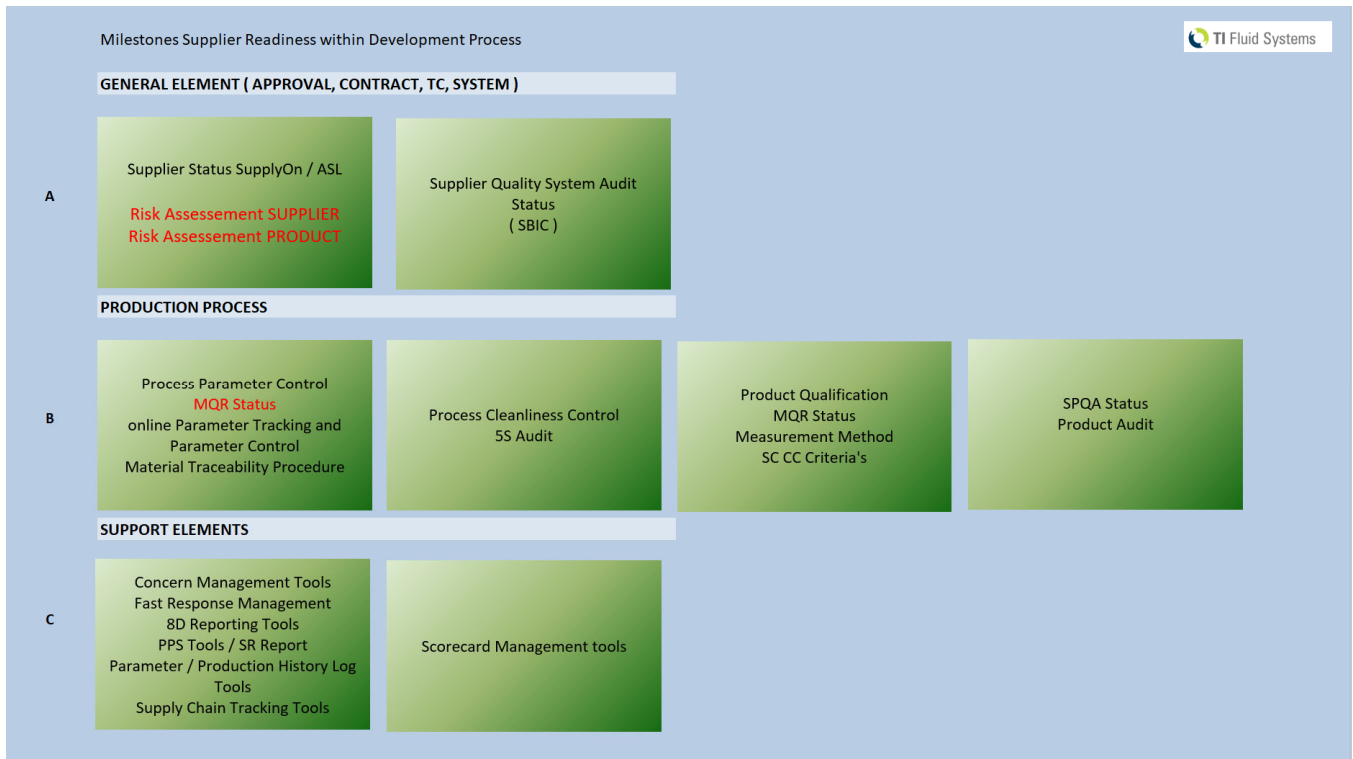 Milestones Supplier Readiness within Development Process
TI Fluid Systems
GENERAL ELEMENT ( APPROVAL, CONTRACT, TC, SYSTEM )
A
Supplier Status SupplyOn / ASL
Risk Assessement SUPPLIER
Risk Assessement PRODUCT
Supplier Quality System Audit
Status
( SBIC )
PRODUCTION PROCESS
B
Process Parameter Control
MQR Status
online Parameter Tracking and
Parameter Control
Material Traceability Procedure
Process Cleanliness Control
5S Audit
Product Qualification
MQR Status
Measurement Method
SC CC Criteria's
SPQA Status
Product Audit
SUPPORT ELEMENTS
C
Concern Management Tools
Fast Response Management
8D Reporting Tools
PPS Tools / SR Report
Parameter / Production History Log
Tools
Supply Chain Tracking Tools
Scorecard Management tools